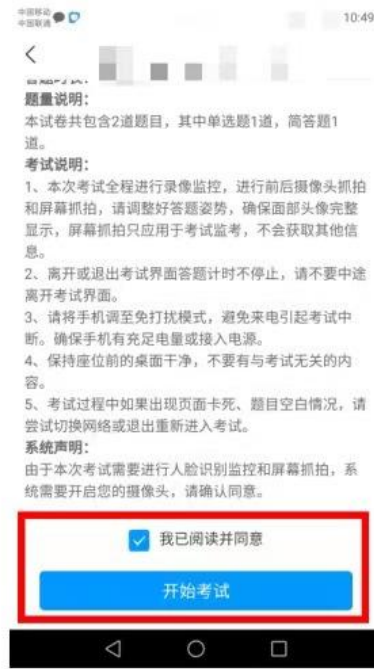 中国移动
中国联通
10:49
题量说明：
本试卷共包含2道题目，其中单选题1道，简答题1
道。
考试说明：
1、本次考试全程进行录像监控，进行前后摄像头抓拍
和屏幕抓拍，请调整好答题姿势，确保面部头像完整
显示，屏幕抓拍只应用于考试监考，不会获取其他信
息。
2、离开或退出考试界面答题计时不停止，请不要中途
离开考试界面。
3、请将手机调至免打扰模式，避免来电引起考试中
断。确保手机有充足电量或接入电源。
4、保持座位前的桌面干净，不要有与考试无关的内
容。
5、考试过程中如果出现页面卡死、题目空白情况，请
尝试切换网络或退出重新进入考试。
系统声明：
由于本次考试需要进行人脸识别监控和屏幕抓拍，系
统需要开启您的摄像头，请确认同意。
我已阅读并同意
开始考试